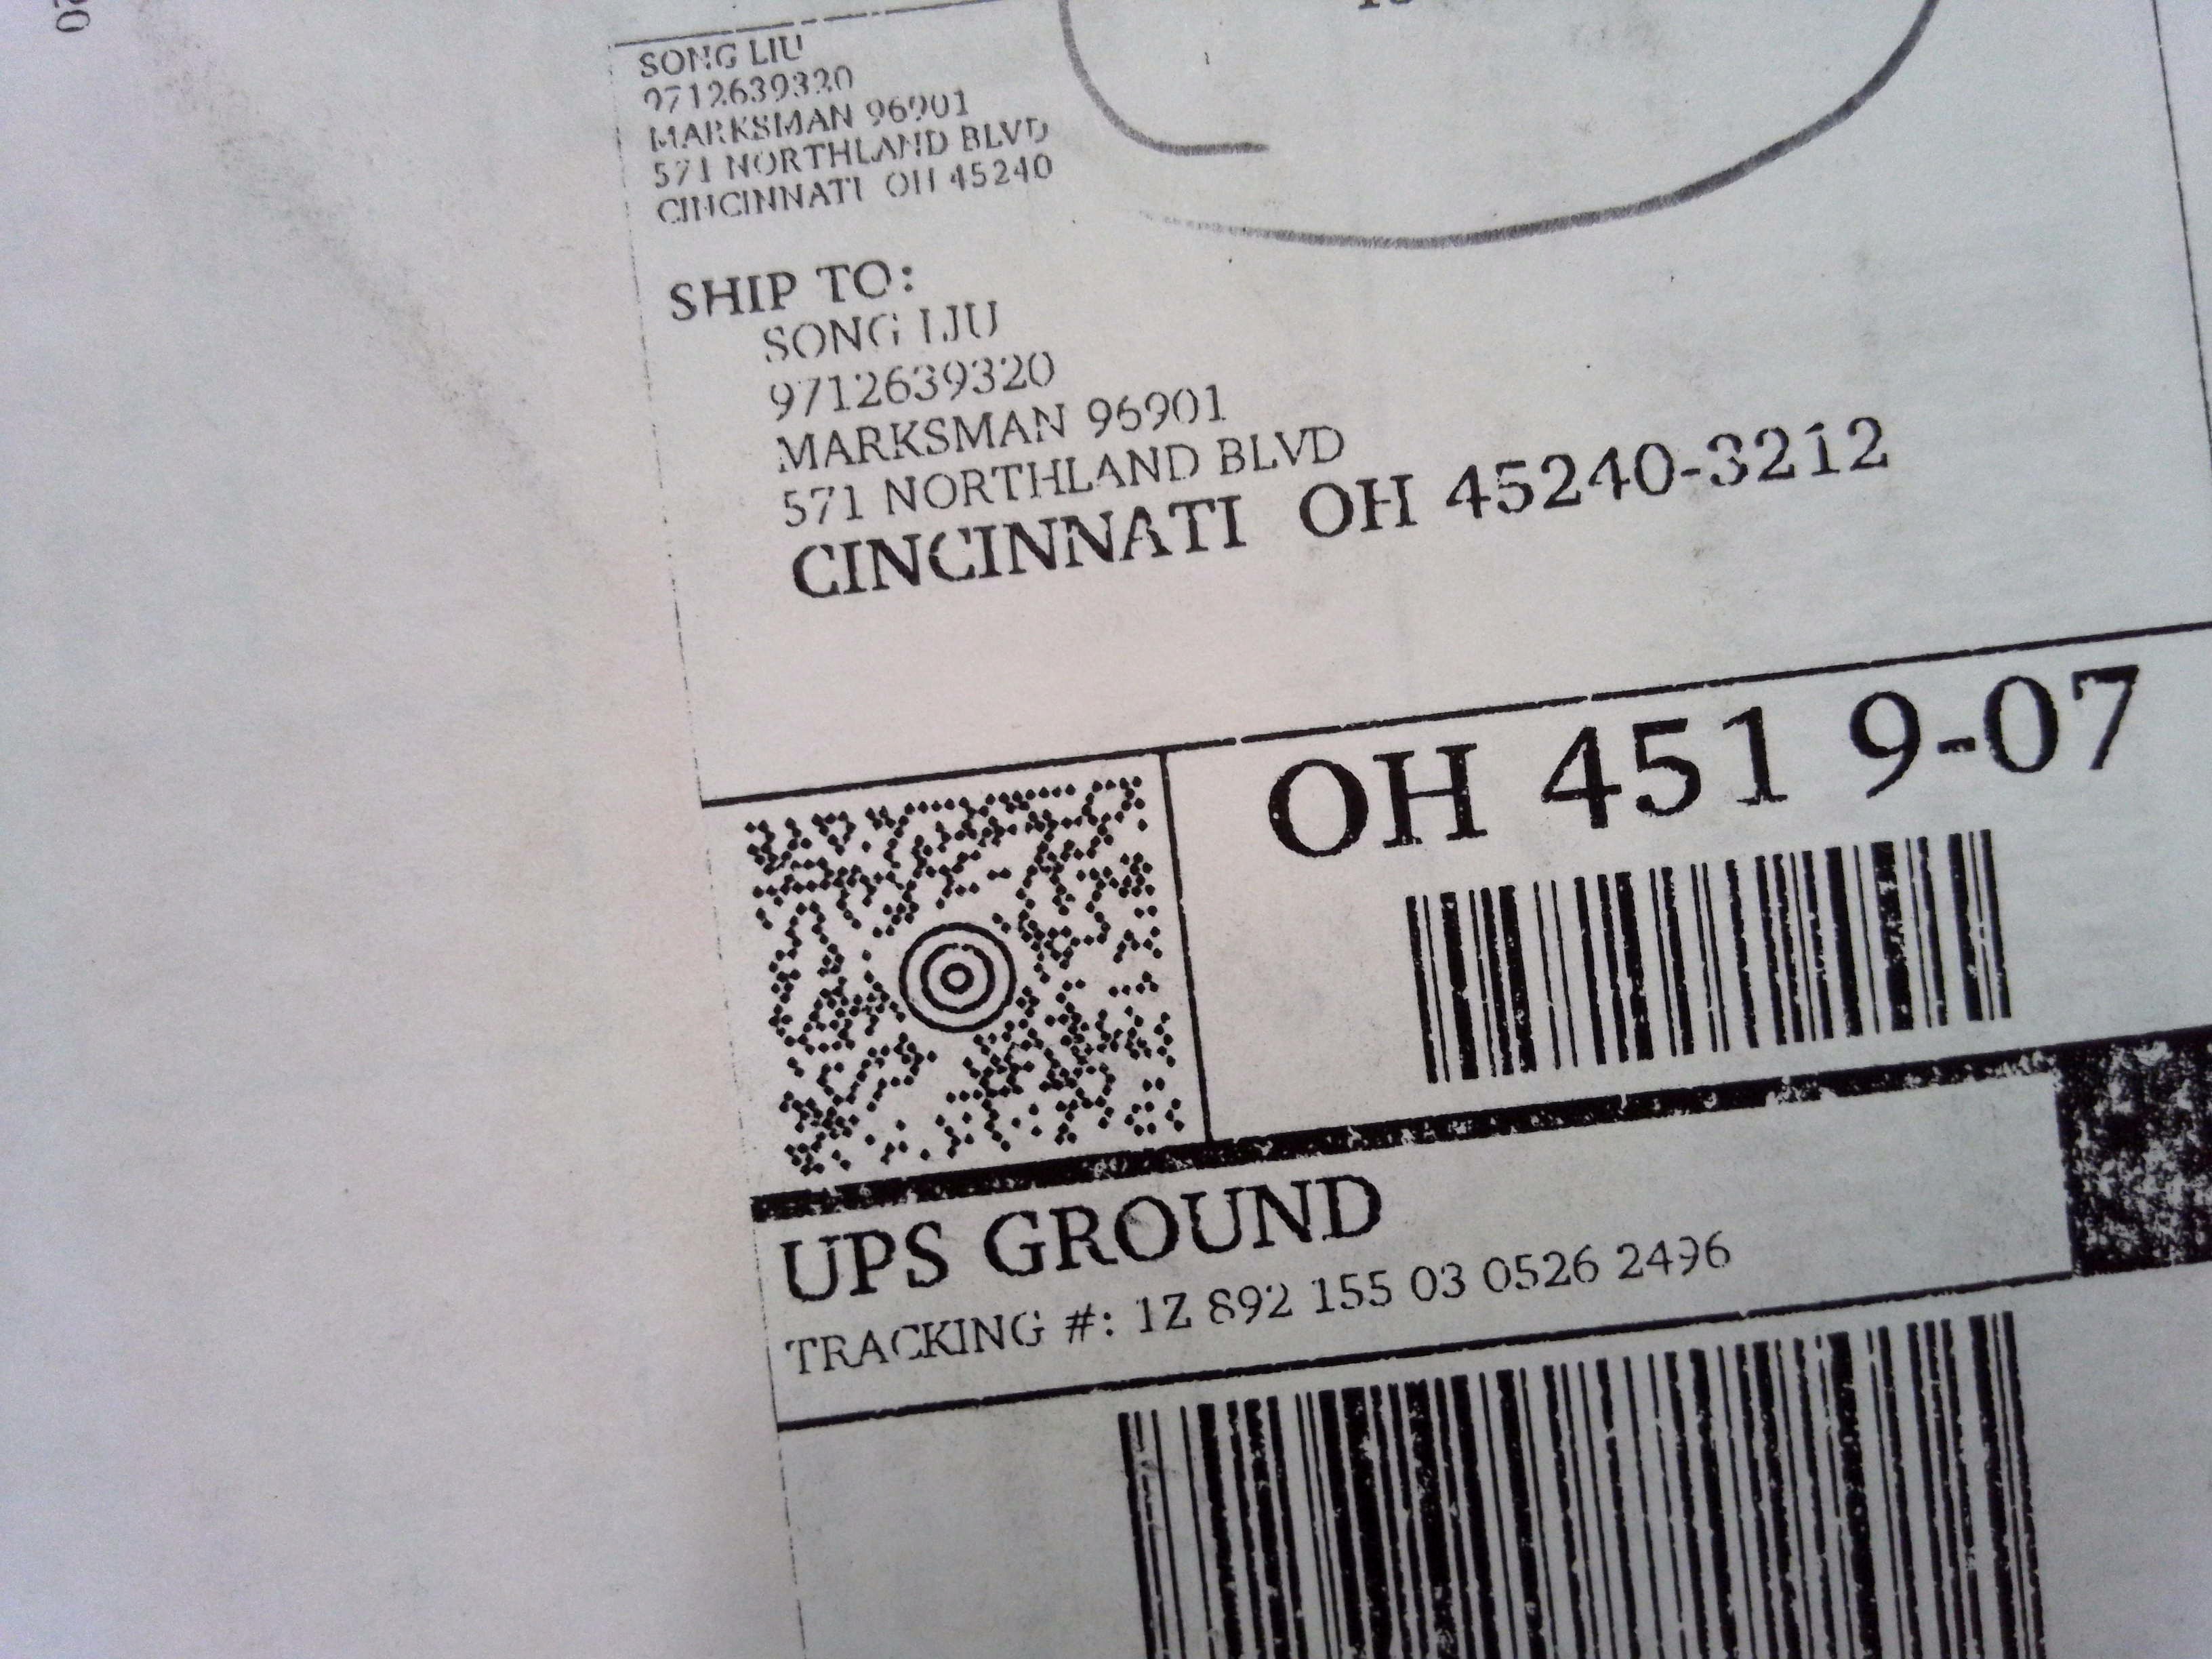 SONG LIU
9712639320
MARKSMAN 96901
571 NORTHLAND BLVD
CINCINNATI OH 45240
SHIP TO:
SONG LIU
9712639320
MARKSMAN 96901
571 NORTHLAND BLVD
CINCINNATI OH 45240-3212
OH 451 9-07
UPS GROUND
TRACKING #: 1Z 892 155 03 0526 2496